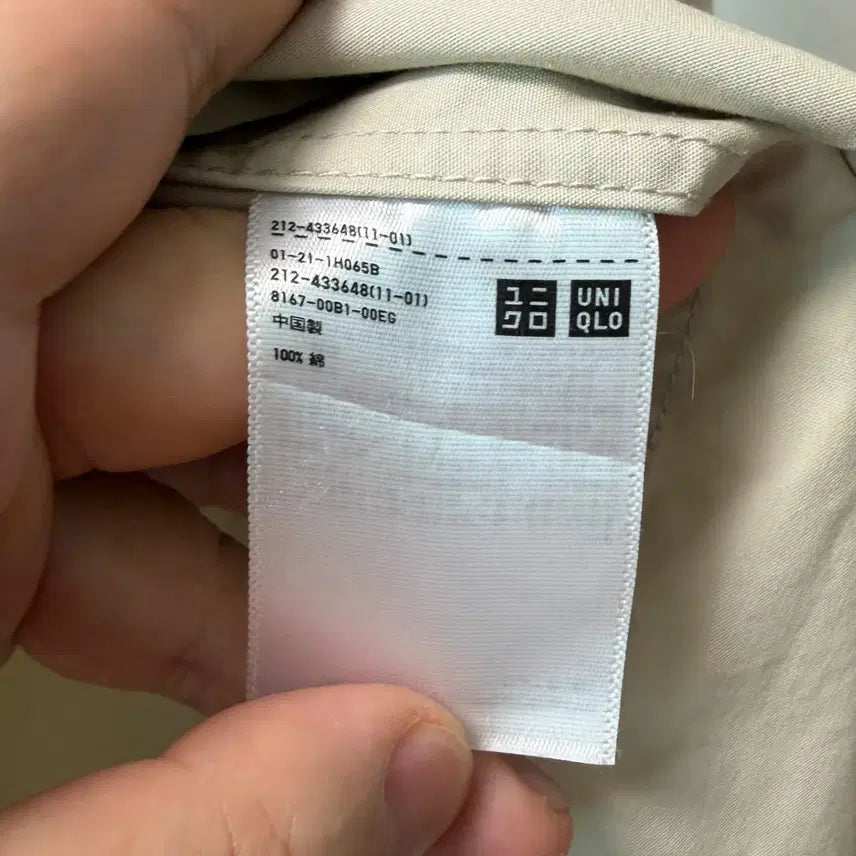 212-433648(11-01)
01-21-1H065B
212-433648(11-01)
8167-00B1-00EG
中国製
100% 綿
ユニ
クロ
UNI
QLO